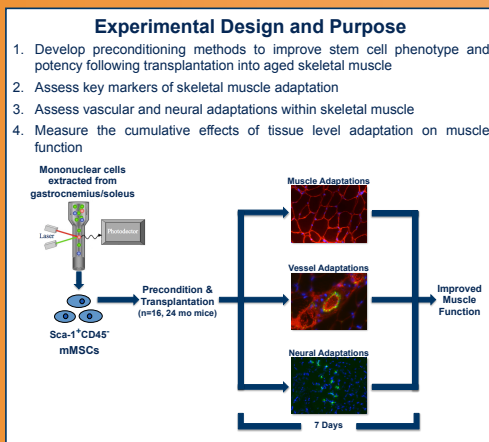 Experimental Design and Purpose
1. Develop preconditioning methods to improve stem cell phenotype and
potency following transplantation into aged skeletal muscle
2. Assess key markers of skeletal muscle adaptation
3. Assess vascular and neural adaptations within skeletal muscle
4. Measure the cumulative effects of tissue level adaptation on muscle
function
Mononuclear cells
extracted from
gastrocnemius/soleus
Laser
Photodector
Sca-1⁺CD45⁻
mMSCs
Precondition &
Transplantation
(n=16, 24 mo mice)
Muscle Adaptations
Vessel Adaptations
Neural Adaptations
7 Days
Improved
Muscle
Function